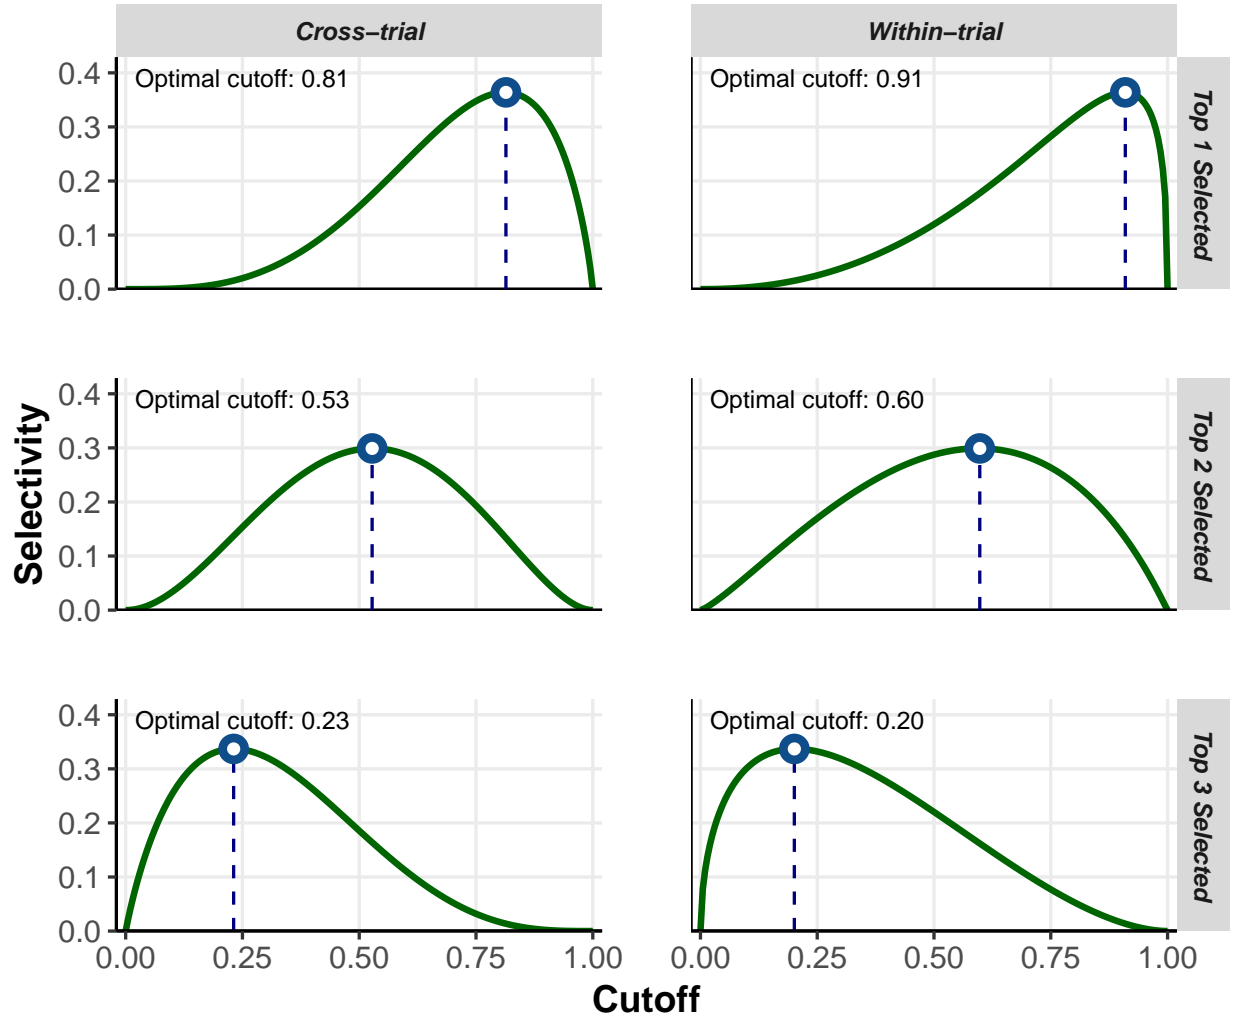 Cross–trial
Within–trial
Optimal cutoff: 0.81
Optimal cutoff: 0.91
0.4
0.3
0.2
0.1
0.0
Top 1 Selected
Optimal cutoff: 0.53
Optimal cutoff: 0.60
0.4
0.3
0.2
0.1
0.0
Top 2 Selected
Selectivity
Optimal cutoff: 0.23
Optimal cutoff: 0.20
0.4
0.3
0.2
0.1
0.0
Top 3 Selected
0.00 0.25 0.50 0.75 1.00
0.00 0.25 0.50 0.75 1.00
Cutoff